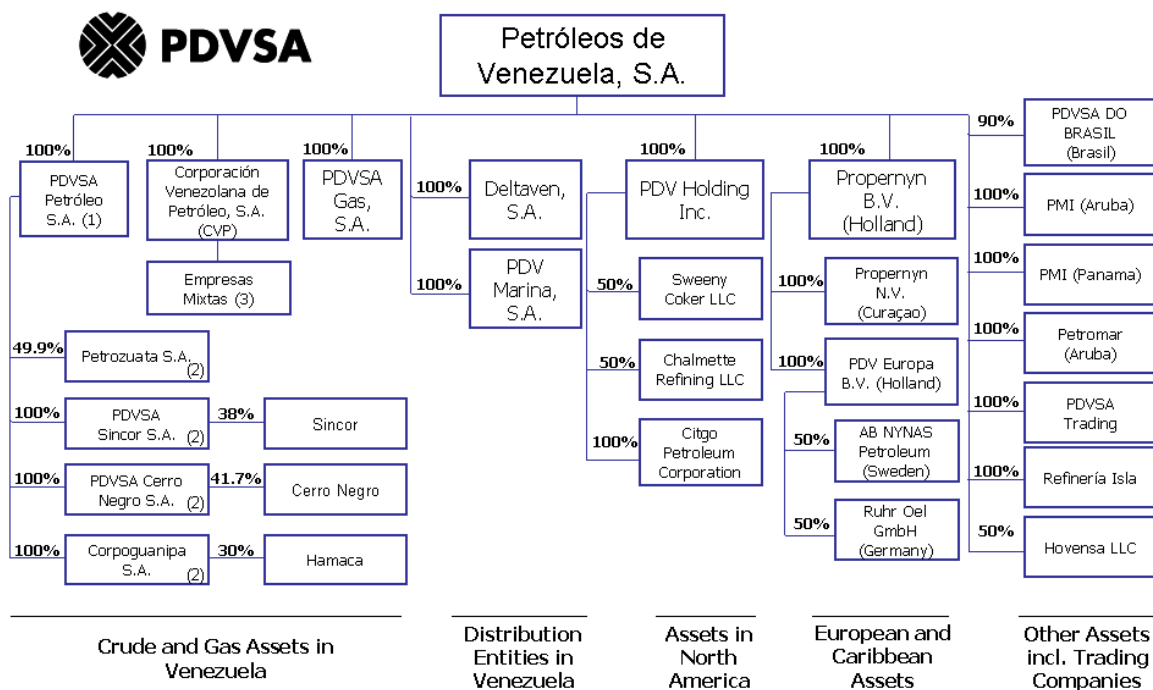 PDVSA
Petróleos de
Venezuela, S.A.
100%
PDVSA
Petróleo
S.A. (1)
100%
Corporación
Venezolana de
Petróleo, S.A.
(CVP)
100%
PDVSA
Gas,
S.A.
Empresas
Mixtas (3)
49.9%
Petrozuata S.A.
(2)
100%
PDVSA
Sincor S.A. (2)
38%
Sincor
100%
PDVSA Cerro
Negro S.A. (2)
41.7%
Cerro Negro
100%
Corpoguanipa
S.A. (2)
30%
Hamaca
100%
Deltaven,
S.A.
100%
PDV
Marina,
S.A.
100%
PDV Holding
Inc.
50%
Sweeny
Coker LLC
50%
Chalmette
Refining LLC
100%
Citgo
Petroleum
Corporation
100%
Propernyn
B.V.
(Holland)
100%
Propernyn
N.V.
(Curaçao)
100%
PDV Europa
B.V. (Holland)
50%
AB NYNAS
Petroleum
(Sweden)
50%
Ruhr Oel
GmbH
(Germany)
90%
PDVSA DO
BRASIL
(Brasil)
100%
PMI (Aruba)
100%
PMI (Panama)
100%
Petromar
(Aruba)
100%
PDVSA
Trading
100%
Refinería Isla
50%
Hovensa LLC
Crude and Gas Assets in
Venezuela
Distribution
Entities in
Venezuela
Assets in
North
America
European and
Caribbean
Assets
Other Assets
incl. Trading
Companies